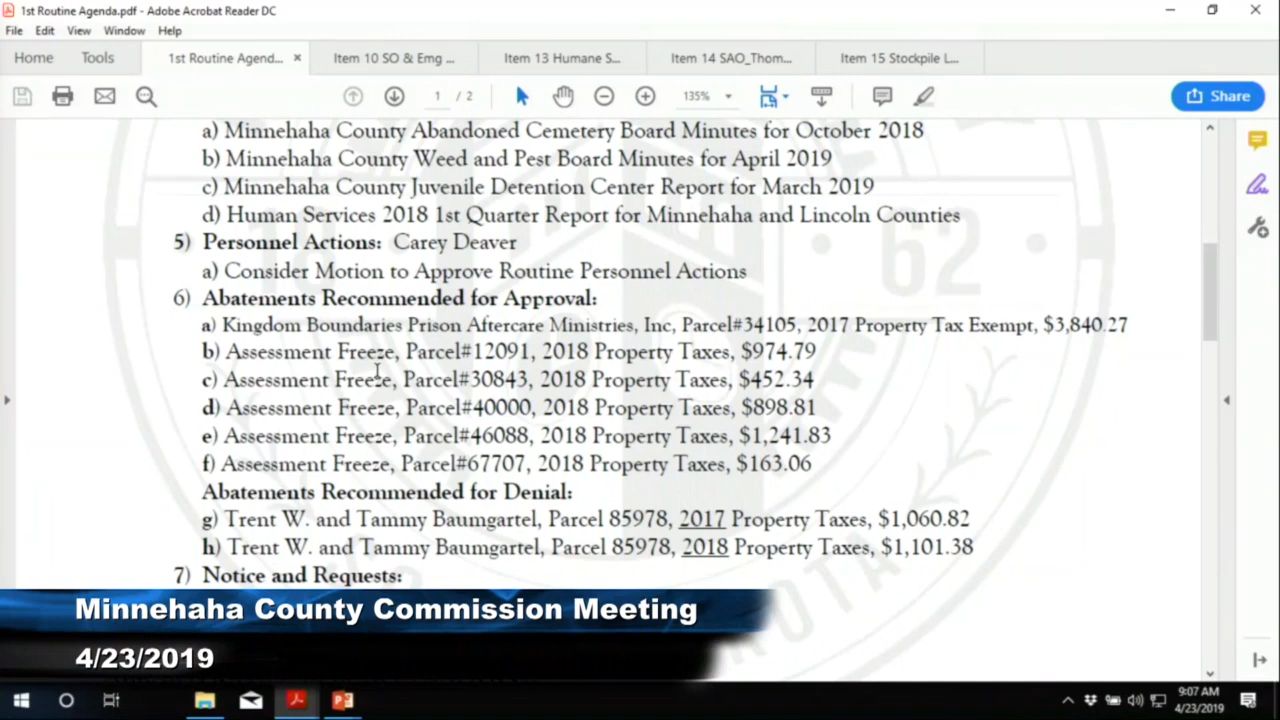 1st Routine Agenda.pdf - Adobe Acrobat Reader DC
File Edit View Window Help
Home Tools 1st Routine Agend... × Item 10 SO & Emg ... Item 13 Humane S... Item 14 SAO_Thom... Item 15 Stockpile L...
1 / 2 135% Share
a) Minnehaha County Abandoned Cemetery Board Minutes for October 2018
b) Minnehaha County Weed and Pest Board Minutes for April 2019
c) Minnehaha County Juvenile Detention Center Report for March 2019
d) Human Services 2018 1st Quarter Report for Minnehaha and Lincoln Counties
5) Personnel Actions: Carey Deaver
a) Consider Motion to Approve Routine Personnel Actions
6) Abatements Recommended for Approval:
a) Kingdom Boundaries Prison Aftercare Ministries, Inc, Parcel#34105, 2017 Property Tax Exempt, $3,840.27
b) Assessment Freeze, Parcel#12091, 2018 Property Taxes, $974.79
c) Assessment Freeze, Parcel#30843, 2018 Property Taxes, $452.34
d) Assessment Freeze, Parcel#40000, 2018 Property Taxes, $898.81
e) Assessment Freeze, Parcel#46088, 2018 Property Taxes, $1,241.83
f) Assessment Freeze, Parcel#67707, 2018 Property Taxes, $163.06
Abatements Recommended for Denial:
g) Trent W. and Tammy Baumgartel, Parcel 85978, 2017 Property Taxes, $1,060.82
h) Trent W. and Tammy Baumgartel, Parcel 85978, 2018 Property Taxes, $1,101.38
7) Notice and Requests:
Minnehaha County Commission Meeting
4/23/2019
9:07 AM
4/23/2019